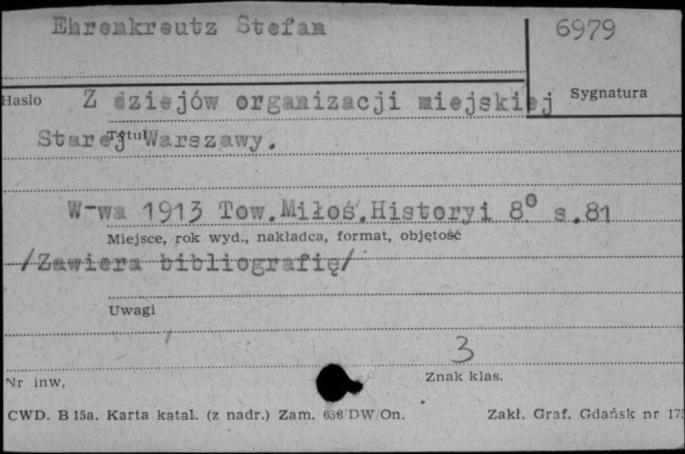 Ehrenkreutz Stefan
6979
Hasło
Z dziejów organizacji miejskiej
Sygnatura
Starej Warszawy.
Tytuł
W-wa 1913 Tow.Miłoś.Historyi 8° s.81
Miejsce, rok wyd., nakładca, format, objętość
/Zawiera bibliografię/
Uwagi
3
Nr inw.
Znak klas.
CWD. B 15a. Karta katal. (z nadr.) Zam. DW/On.
Zakł. Graf. Gdańsk nr